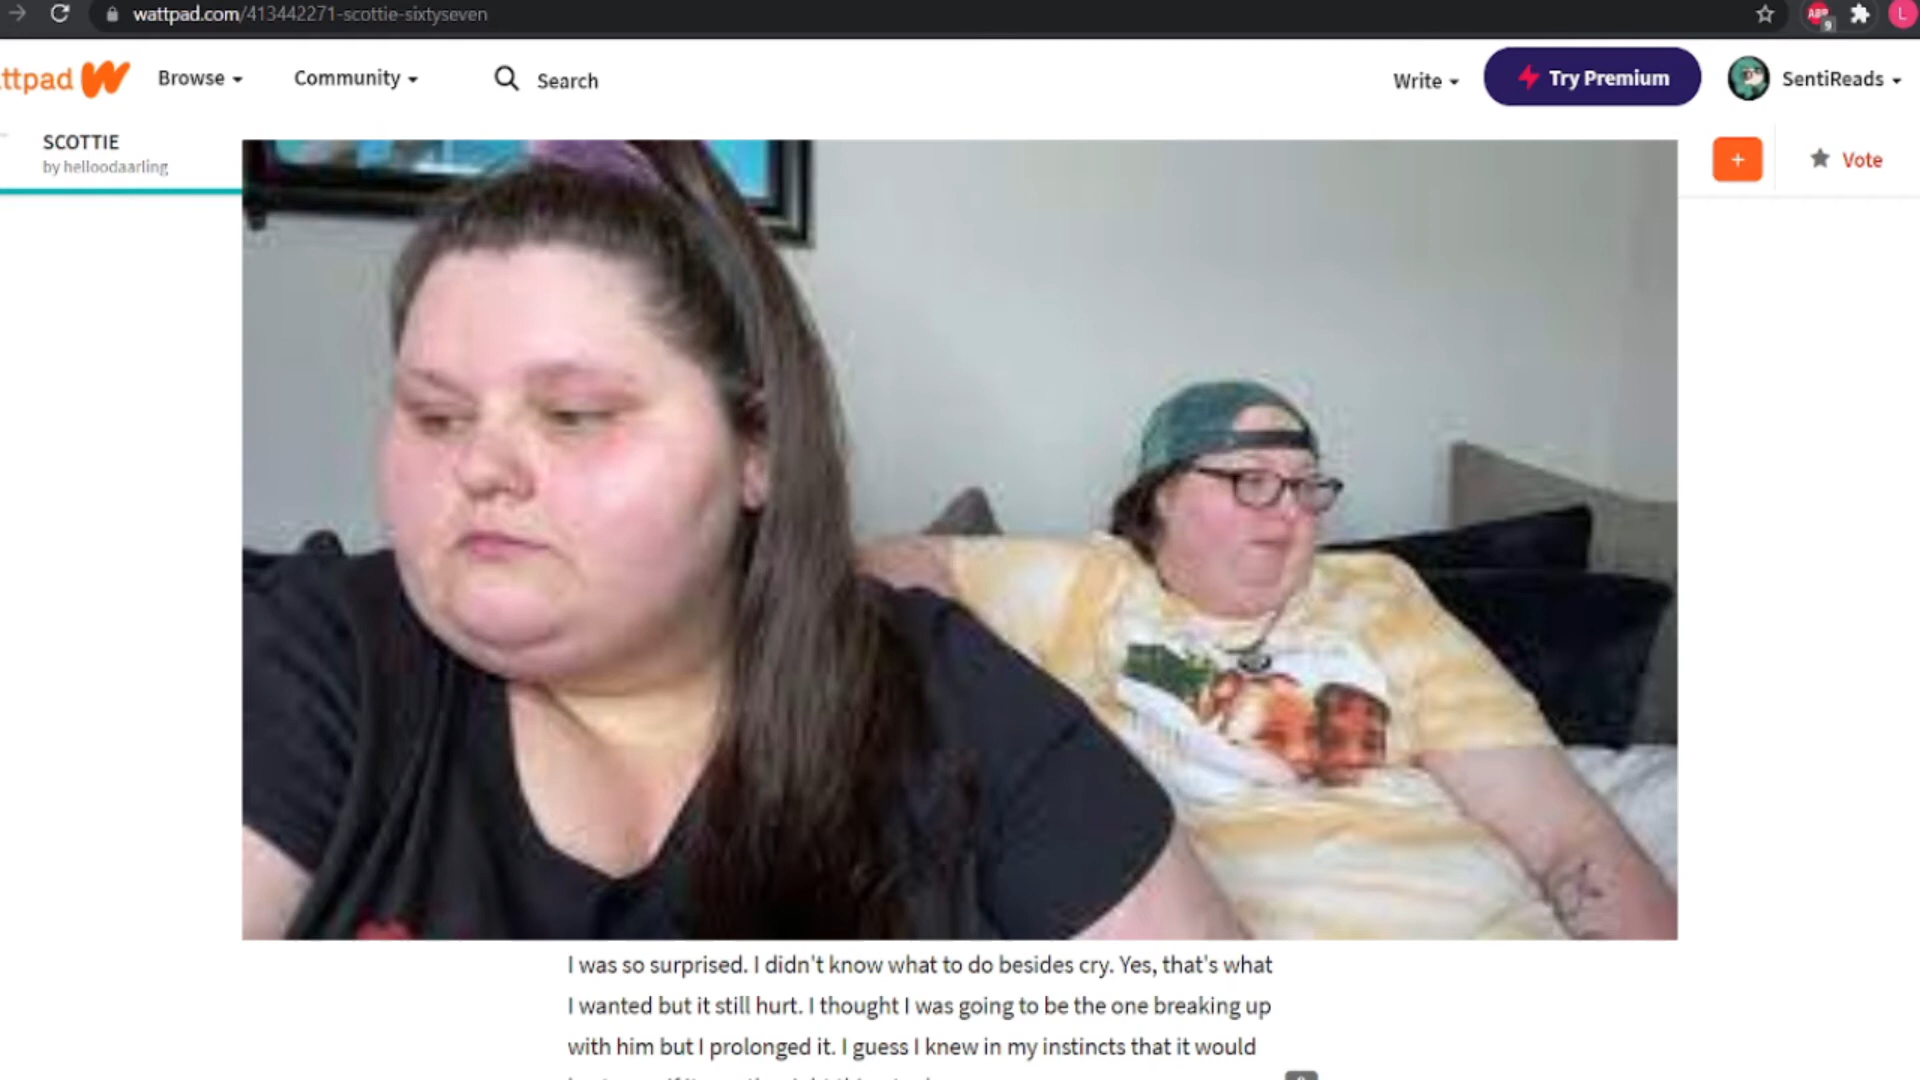 wattpad.com/413442271-scottie-sixtyseven
ABP
9
L
ttpad
Browse
Community
Search
Write
Try Premium
SentiReads
SCOTTIE
by helloodaarling
+
Vote
I was so surprised. I didn't know what to do besides cry. Yes, that's what
I wanted but it still hurt. I thought I was going to be the one breaking up
with him but I prolonged it. I guess I knew in my instincts that it would